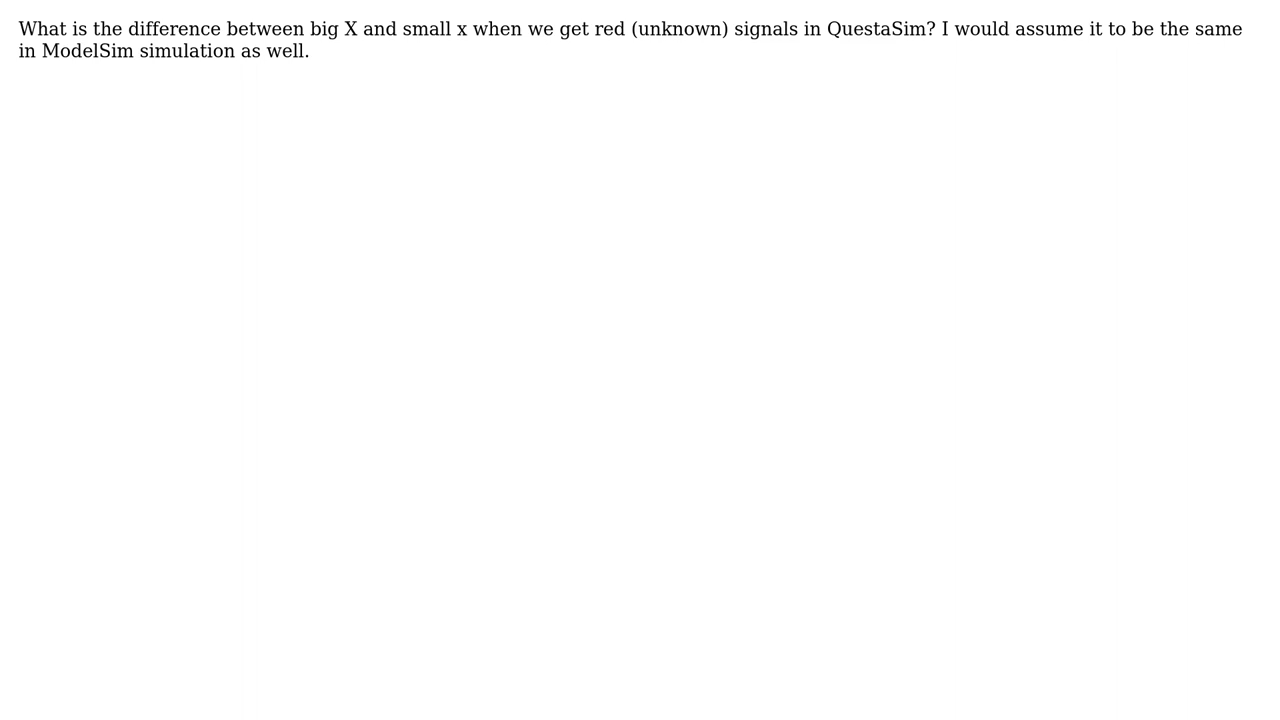 What is the difference between big X and small x when we get red (unknown) signals in QuestaSim? I would assume it to be the same
in ModelSim simulation as well.